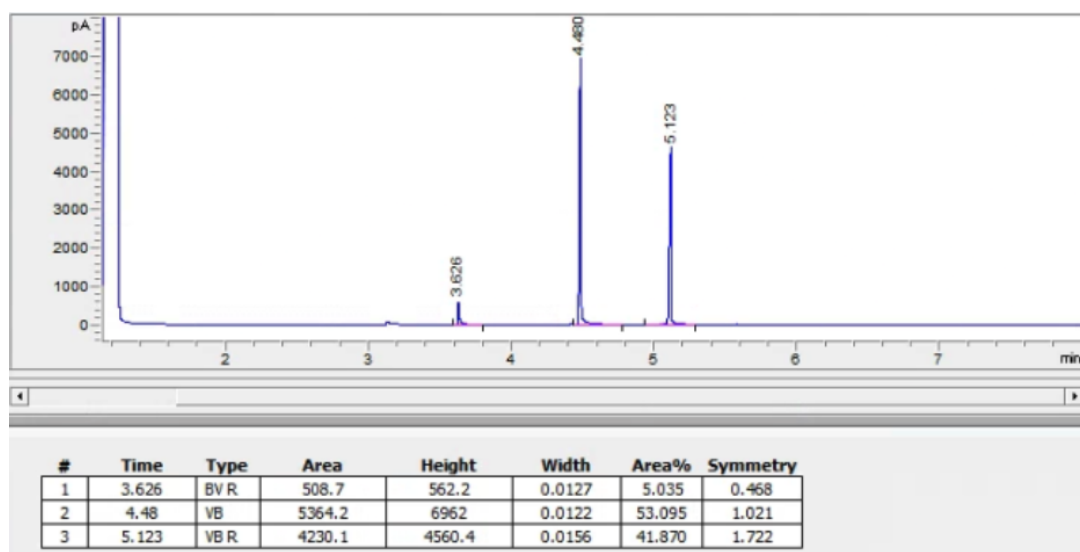 pA
7000
6000
5000
4000
3000
2000
1000
0
3.626
4.480
5.123
2 3 4 5 6 7 min
# Time Type Area Height Width Area% Symmetry
1 3.626 BV R 508.7 562.2 0.0127 5.035 0.468
2 4.48 VB 5364.2 6962 0.0122 53.095 1.021
3 5.123 VB R 4230.1 4560.4 0.0156 41.870 1.722